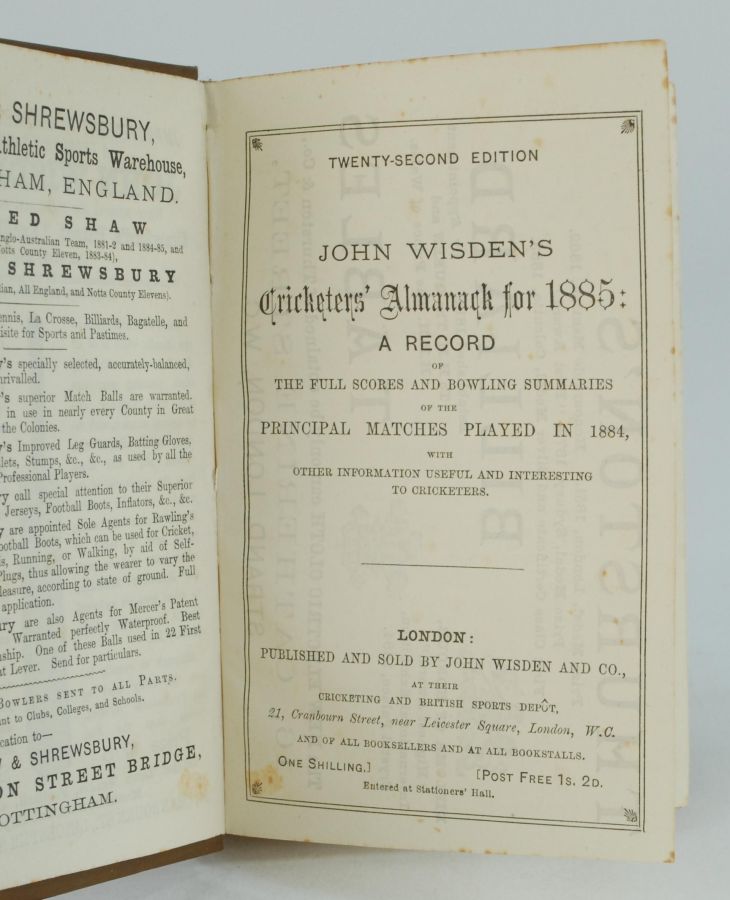 SHREWSBURY,
Athletic Sports Warehouse,
HAM, ENGLAND.
ED SHAW
nglo-Australian Team, 1881-2 and 1884-85, and
Notts County Eleven, 1883-84),
SHREWSBURY
lian, All England, and Notts County Elevens).
ennis, La Crosse, Billiards, Bagatelle, and
isite for Sports and Pastimes.
y's specially selected, accurately-balanced,
nrivalled.
's superior Match Balls are warranted.
in use in nearly every County in Great
the Colonies.
y's Improved Leg Guards, Batting Gloves,
lets, Stumps, &c., &c., as used by all the
Professional Players.
ry call special attention to their Superior
Jerseys, Football Boots, Inflators, &c., &c.
y are appointed Sole Agents for Rawling's
ootball Boots, which can be used for Cricket,
is, Running, or Walking, by aid of Self-
Plugs, thus allowing the wearer to vary the
leasure, according to state of ground. Full
application.
ury are also Agents for Mercer's Patent
Warranted perfectly Waterproof. Best
nship. One of these Balls used in 22 First
at Lever. Send for particulars.
BOWLERS SENT TO ALL PARTS.
nt to Clubs, Colleges, and Schools.
cation to—
W & SHREWSBURY,
ON STREET BRIDGE,
OTTINGHAM.
TWENTY-SECOND EDITION
JOHN WISDEN'S
Cricketers' Almanack for 1885:
A RECORD
OF
THE FULL SCORES AND BOWLING SUMMARIES
OF THE
PRINCIPAL MATCHES PLAYED IN 1884,
WITH
OTHER INFORMATION USEFUL AND INTERESTING
TO CRICKETERS.
LONDON:
PUBLISHED AND SOLD BY JOHN WISDEN AND CO.,
AT THEIR
CRICKETING AND BRITISH SPORTS DEPÔT,
21, Cranbourn Street, near Leicester Square, London, W.C.
AND OF ALL BOOKSELLERS AND AT ALL BOOKSTALLS.
ONE SHILLING.] [POST FREE 1S. 2D.
Entered at Stationers' Hall.